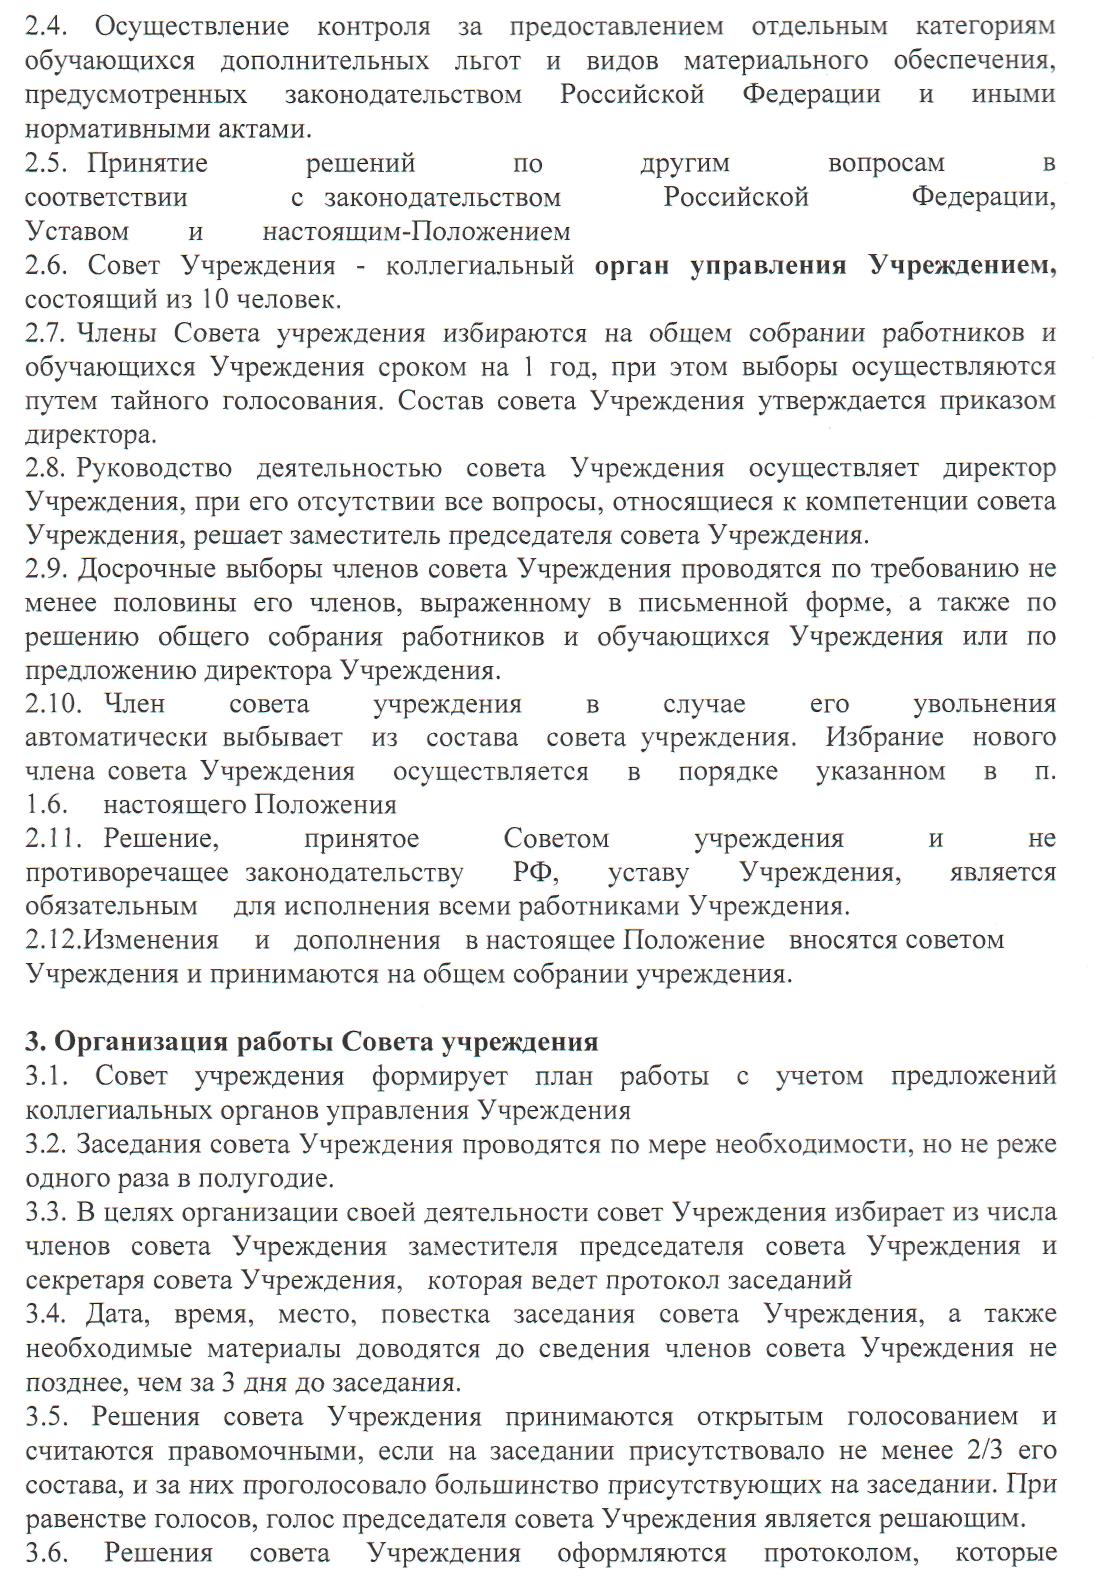 2.4. Осуществление контроля за предоставлением отдельным категориям
обучающихся дополнительных льгот и видов материального обеспечения,
предусмотренных законодательством Российской Федерации и иными
нормативными актами.
2.5. Принятие решений по другим вопросам в
соответствии с законодательством Российской Федерации,
Уставом и настоящим-Положением
2.6. Совет Учреждения - коллегиальный орган управления Учреждением,
состоящий из 10 человек.
2.7. Члены Совета учреждения избираются на общем собрании работников и
обучающихся Учреждения сроком на 1 год, при этом выборы осуществляются
путем тайного голосования. Состав совета Учреждения утверждается приказом
директора.
2.8. Руководство деятельностью совета Учреждения осуществляет директор
Учреждения, при его отсутствии все вопросы, относящиеся к компетенции совета
Учреждения, решает заместитель председателя совета Учреждения.
2.9. Досрочные выборы членов совета Учреждения проводятся по требованию не
менее половины его членов, выраженному в письменной форме, а также по
решению общего собрания работников и обучающихся Учреждения или по
предложению директора Учреждения.
2.10. Член совета учреждения в случае его увольнения
автоматически выбывает из состава совета учреждения. Избрание нового
члена совета Учреждения осуществляется в порядке указанном в п.
1.6. настоящего Положения
2.11. Решение, принятое Советом учреждения и не
противоречащее законодательству РФ, уставу Учреждения, является
обязательным для исполнения всеми работниками Учреждения.
2.12.Изменения и дополнения в настоящее Положение вносятся советом
Учреждения и принимаются на общем собрании учреждения.
3. Организация работы Совета учреждения
3.1. Совет учреждения формирует план работы с учетом предложений
коллегиальных органов управления Учреждения
3.2. Заседания совета Учреждения проводятся по мере необходимости, но не реже
одного раза в полугодие.
3.3. В целях организации своей деятельности совет Учреждения избирает из числа
членов совета Учреждения заместителя председателя совета Учреждения и
секретаря совета Учреждения, которая ведет протокол заседаний
3.4. Дата, время, место, повестка заседания совета Учреждения, а также
необходимые материалы доводятся до сведения членов совета Учреждения не
позднее, чем за 3 дня до заседания.
3.5. Решения совета Учреждения принимаются открытым голосованием и
считаются правомочными, если на заседании присутствовало не менее 2/3 его
состава, и за них проголосовало большинство присутствующих на заседании. При
равенстве голосов, голос председателя совета Учреждения является решающим.
3.6. Решения совета Учреждения оформляются протоколом, которые